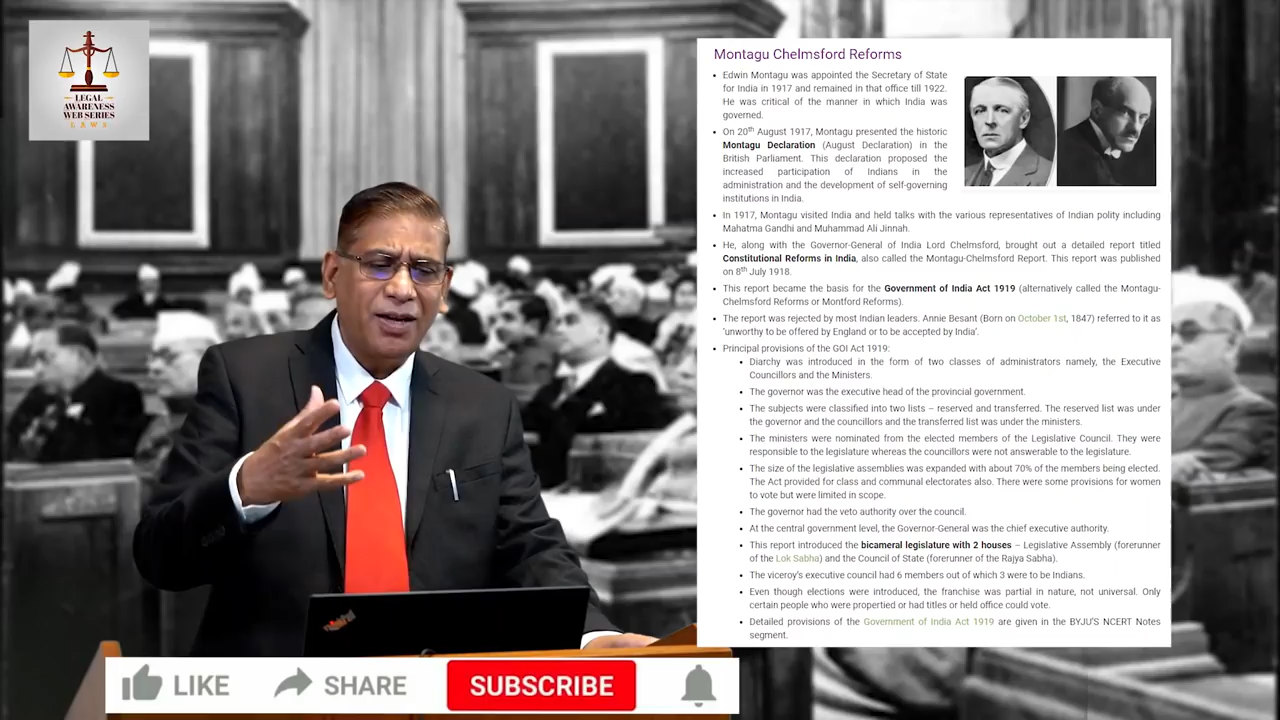 LEGAL
AWARENESS
WEB SERIES
L A W S
Montagu Chelmsford Reforms
• Edwin Montagu was appointed the Secretary of State
for India in 1917 and remained in that office till 1922.
He was critical of the manner in which India was
governed.
• On 20th August 1917, Montagu presented the historic
Montagu Declaration (August Declaration) in the
British Parliament. This declaration proposed the
increased participation of Indians in the
administration and the development of self-governing
institutions in India.
• In 1917, Montagu visited India and held talks with the various representatives of Indian polity including
Mahatma Gandhi and Muhammad Ali Jinnah.
• He, along with the Governor-General of India Lord Chelmsford, brought out a detailed report titled
Constitutional Reforms in India, also called the Montagu-Chelmsford Report. This report was published
on 8th July 1918.
• This report became the basis for the Government of India Act 1919 (alternatively called the Montagu-
Chelmsford Reforms or Montford Reforms).
• The report was rejected by most Indian leaders. Annie Besant (Born on October 1st, 1847) referred to it as
‘unworthy to be offered by England or to be accepted by India’.
• Principal provisions of the GOI Act 1919:
• Diarchy was introduced in the form of two classes of administrators namely, the Executive
Councillors and the Ministers.
• The governor was the executive head of the provincial government.
• The subjects were classified into two lists – reserved and transferred. The reserved list was under
the governor and the councillors and the transferred list was under the ministers.
• The ministers were nominated from the elected members of the Legislative Council. They were
responsible to the legislature whereas the councillors were not answerable to the legislature.
• The size of the legislative assemblies was expanded with about 70% of the members being elected.
The Act provided for class and communal electorates also. There were some provisions for women
to vote but were limited in scope.
• The governor had the veto authority over the council.
• At the central government level, the Governor-General was the chief executive authority.
• This report introduced the bicameral legislature with 2 houses – Legislative Assembly (forerunner
of the Lok Sabha) and the Council of State (forerunner of the Rajya Sabha).
• The viceroy's executive council had 6 members out of which 3 were to be Indians.
• Even though elections were introduced, the franchise was partial in nature, not universal. Only
certain people who were propertied or had titles or held office could vote.
• Detailed provisions of the Government of India Act 1919 are given in the BYJU'S NCERT Notes
segment.
LIKE
SHARE
SUBSCRIBE